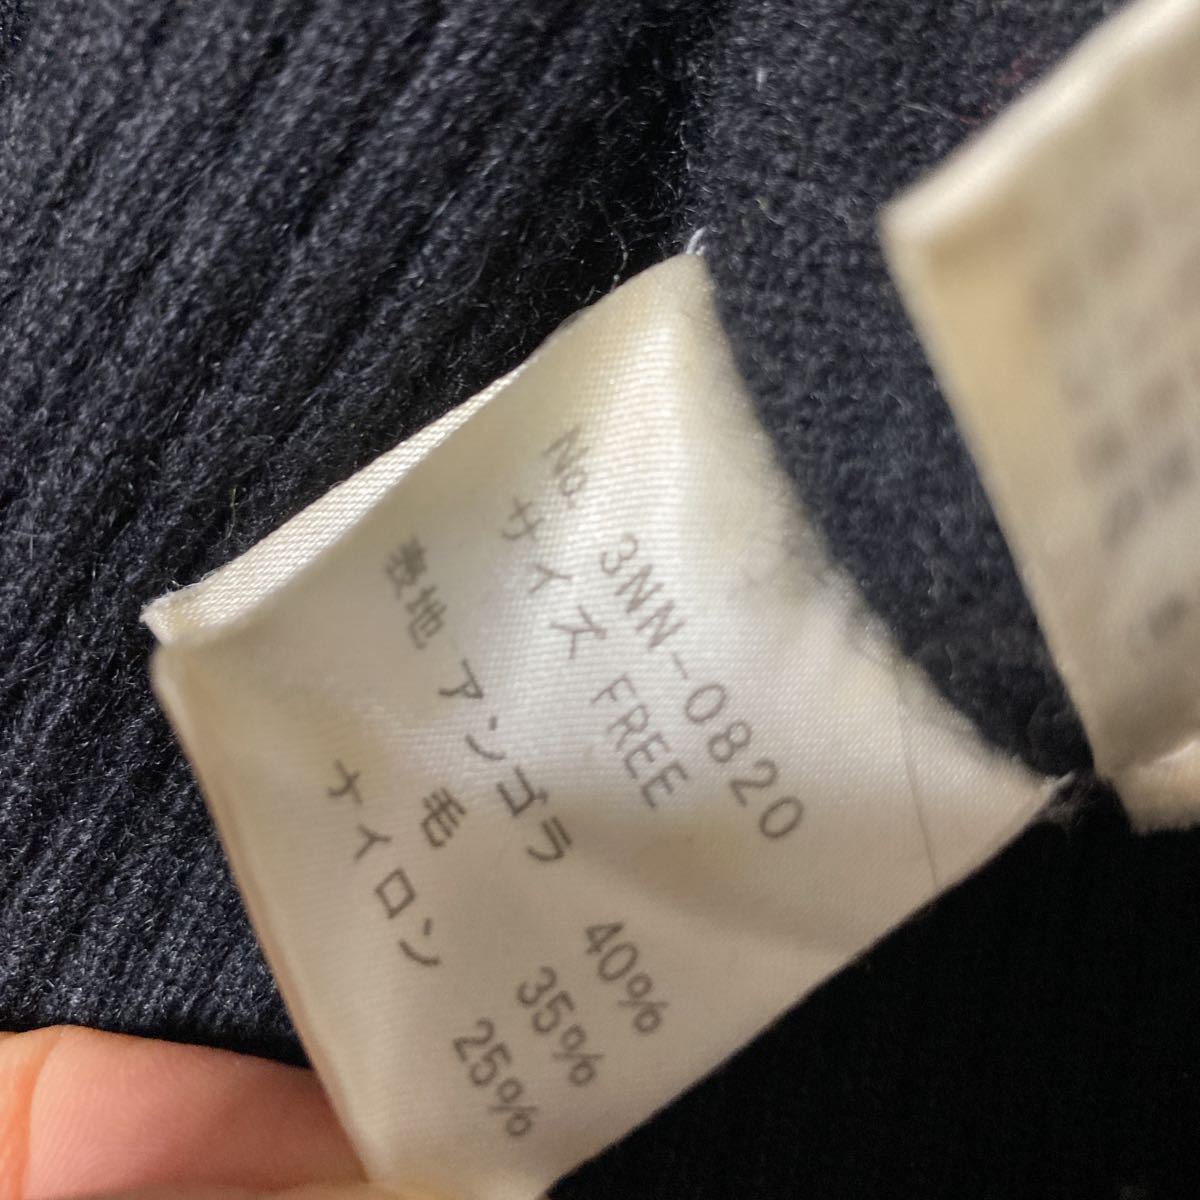 No. 3NN-0820
サイズ FREE
表地 アンゴラ 40%
毛 35%
ナイロン 25%